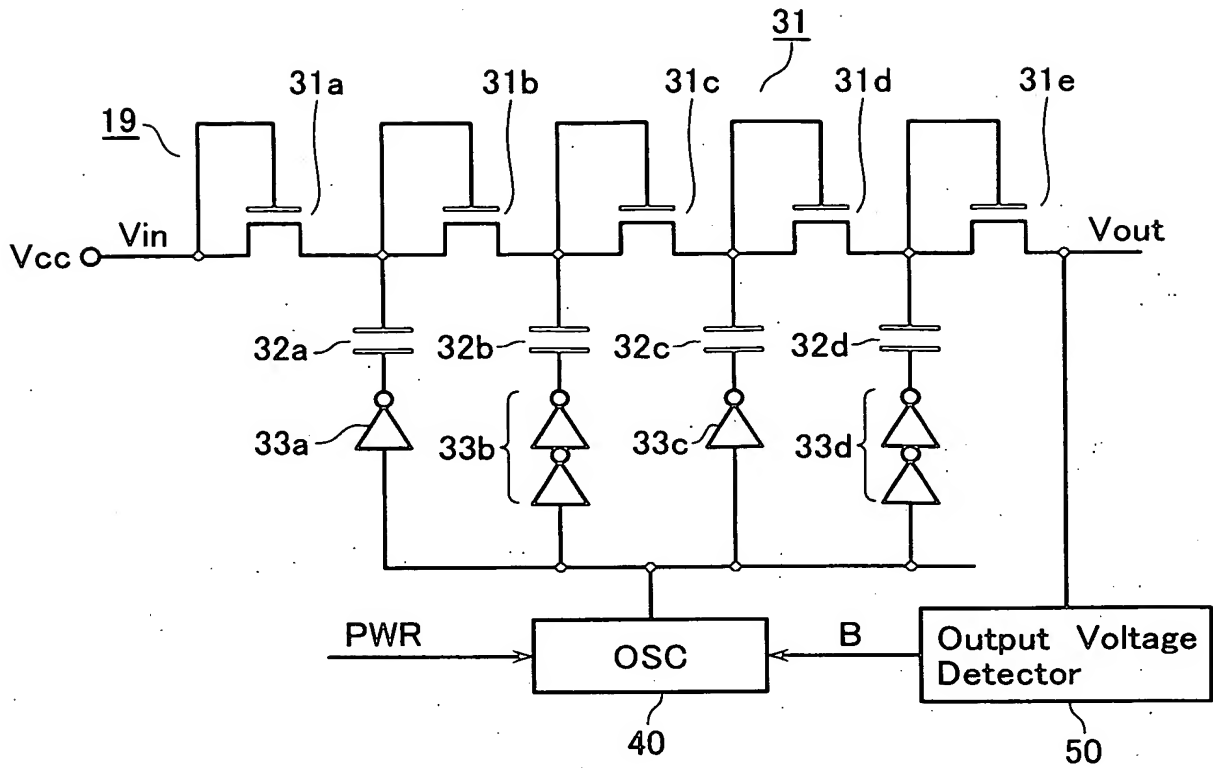 31
31a 31b 31c 31d 31e
19
Vcc Vin Vout
32a 32b 32c 32d
33a 33b 33c 33d
PWR OSC B Output Voltage
Detector
40 50